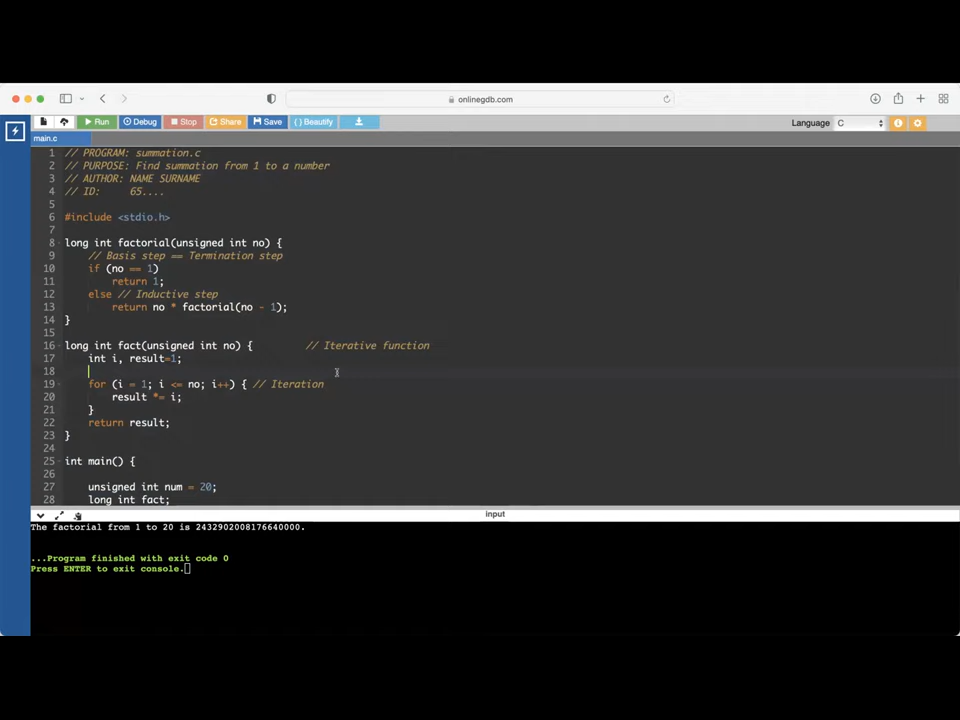 onlinegdb.com
Run Debug Stop Share Save { } Beautify Language C
main.c
1 // PROGRAM: summation.c
2 // PURPOSE: Find summation from 1 to a number
3 // AUTHOR: NAME SURNAME
4 // ID: 65....
5
6 #include <stdio.h>
7
8 long int factorial(unsigned int no) {
9 // Basis step == Termination step
10 if (no == 1)
11 return 1;
12 else // Inductive step
13 return no * factorial(no - 1);
14 }
15
16 long int fact(unsigned int no) { // Iterative function
17 int i, result=1;
18
19 for (i = 1; i <= no; i++) { // Iteration
20 result *= i;
21 }
22 return result;
23 }
24
25 int main() {
26
27 unsigned int num = 20;
28 long int fact;
input
The factorial from 1 to 20 is 2432902008176640000.
...Program finished with exit code 0
Press ENTER to exit console.